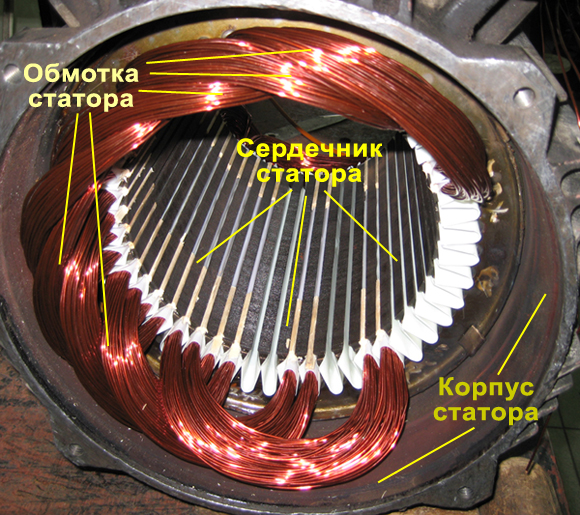 Обмотка
статора
Сердечник
статора
Корпус
статора